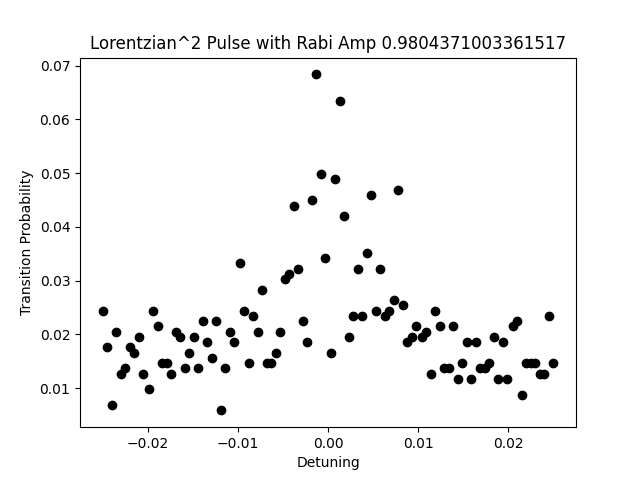 Lorentzian^2 Pulse with Rabi Amp 0.9804371003361517
0.07
0.06
0.05
0.04
0.03
0.02
0.01
Transition Probability
−0.02 −0.01 0.00 0.01 0.02
Detuning